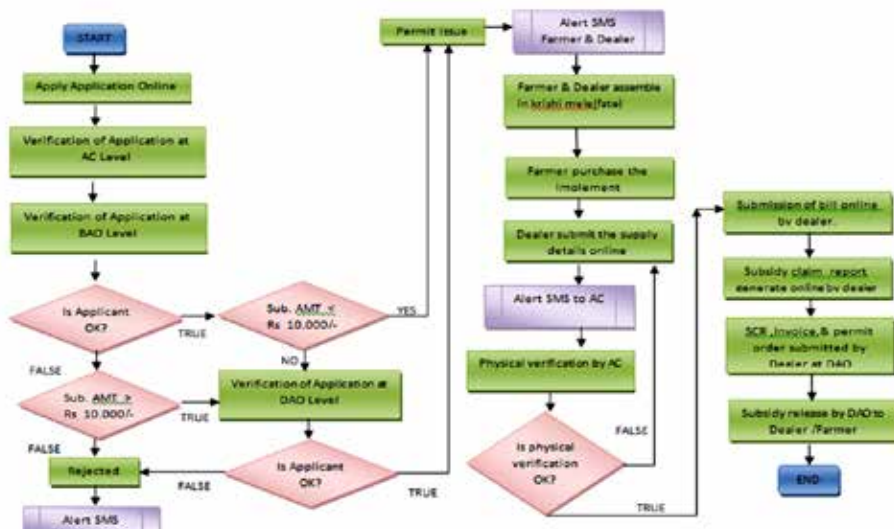 START
Apply Application Online
Verification of Application at
AC Level
Verification of Application at
BAO Level
Is Applicant
OK?
TRUE
FALSE
Sub. AMT <
Rs 10.000/-
YES
NO
Sub. AMT >
Rs 10.000/-
TRUE
FALSE
Verification of Application at
DAO Level
Is Applicant
OK?
FALSE
TRUE
Rejected
Alert SMS
Permit Issue
Alert SMS
Farmer & Dealer
Farmer & Dealer assemble
in krishi mela(fate)
Farmer purchase the
implement
Dealer submit the supply
details online
Alert SMS to AC
Physical verification by AC
Is physical
verification
OK?
FALSE
TRUE
Submission of bill online
by dealer.
Subsidy claim report
generate online by dealer
SCR ,Invoice,& permit
order submitted by
Dealer at DAO
Subsidy release by DAO to
Dealer /Farmer
END